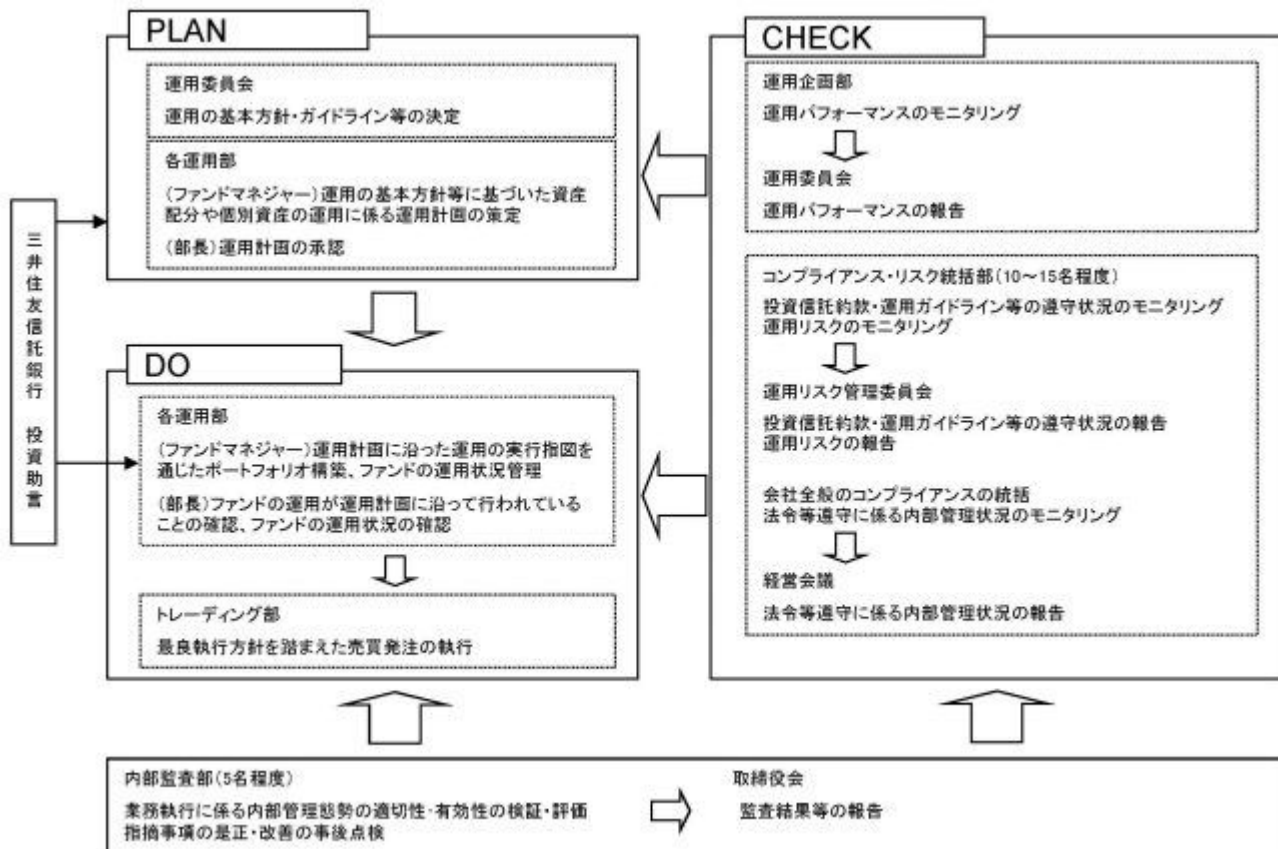 PLAN
運用委員会
運用の基本方針・ガイドライン等の決定
各運用部
(ファンドマネジャー)運用の基本方針等に基づいた資産
配分や個別資産の運用に係る運用計画の策定
(部長)運用計画の承認
三井住友信託銀行 投資助言
DO
各運用部
(ファンドマネジャー)運用計画に沿った運用の実行指図を
通じたポートフォリオ構築、ファンドの運用状況管理
(部長)ファンドの運用が運用計画に沿って行われている
ことの確認、ファンドの運用状況の確認
トレーディング部
最良執行方針を踏まえた売買発注の執行
CHECK
運用企画部
運用パフォーマンスのモニタリング
運用委員会
運用パフォーマンスの報告
コンプライアンス・リスク統括部(10～15名程度)
投資信託約款・運用ガイドライン等の遵守状況のモニタリング
運用リスクのモニタリング
運用リスク管理委員会
投資信託約款・運用ガイドライン等の遵守状況の報告
運用リスクの報告
会社全般のコンプライアンスの統括
法令等遵守に係る内部管理状況のモニタリング
経営会議
法令等遵守に係る内部管理状況の報告
内部監査部(5名程度)
業務執行に係る内部管理態勢の適切性・有効性の検証・評価
指摘事項の是正・改善の事後点検
取締役会
監査結果等の報告